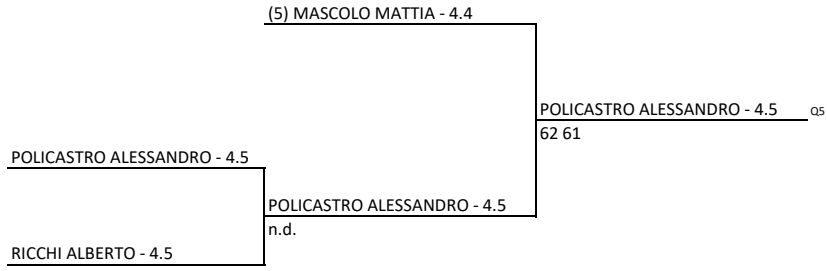 (5) MASCOLO MATTIA - 4.4
POLICASTRO ALESSANDRO - 4.5 Q5
62 61
POLICASTRO ALESSANDRO - 4.5
POLICASTRO ALESSANDRO - 4.5
n.d.
RICCHI ALBERTO - 4.5